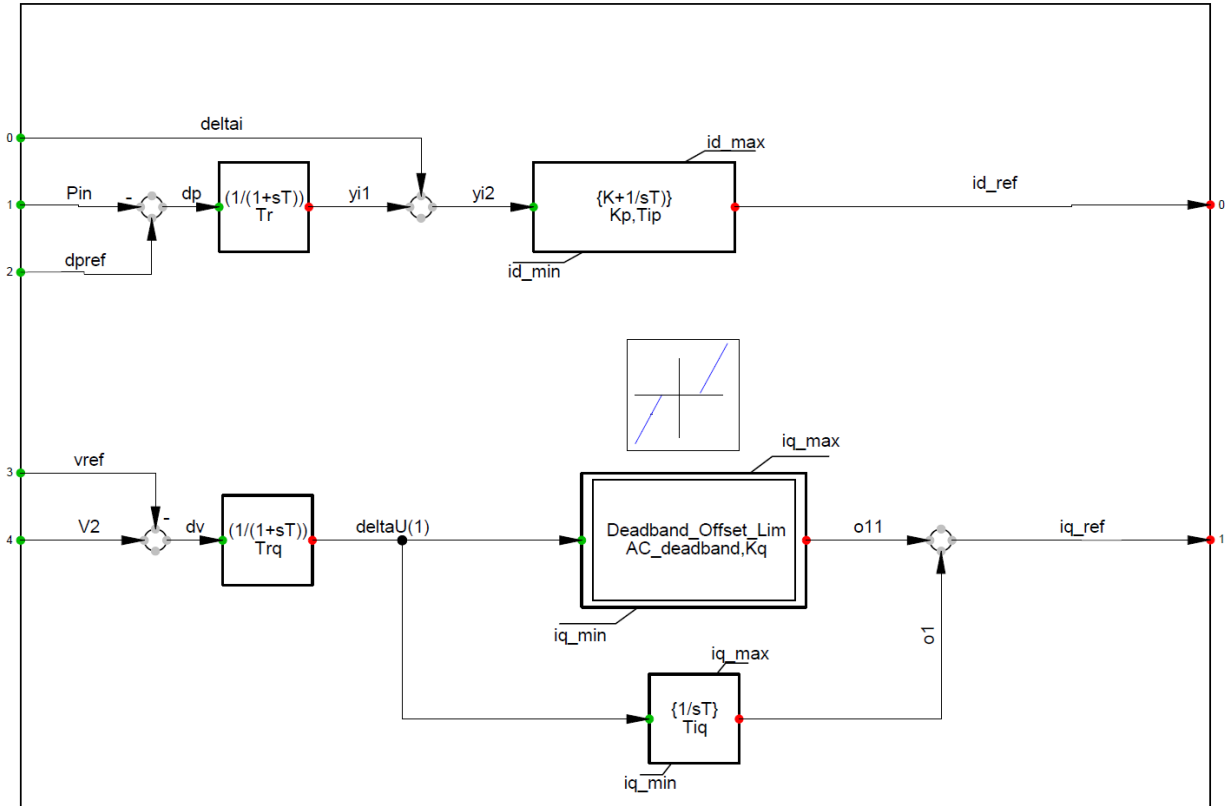 deltai
0
id_max
Pin
-
dp
(1/(1+sT))
Tr
yi1
yi2
{K+1/sT)}
Kp,Tip
id_ref
1
0
dpref
2
id_min
iq_max
vref
3
-
V2
4
dv
(1/(1+sT))
Trq
deltaU(1)
Deadband_Offset_Lim
AC_deadband,Kq
o11
iq_ref
1
iq_min
o1
iq_max
{1/sT}
Tiq
iq_min